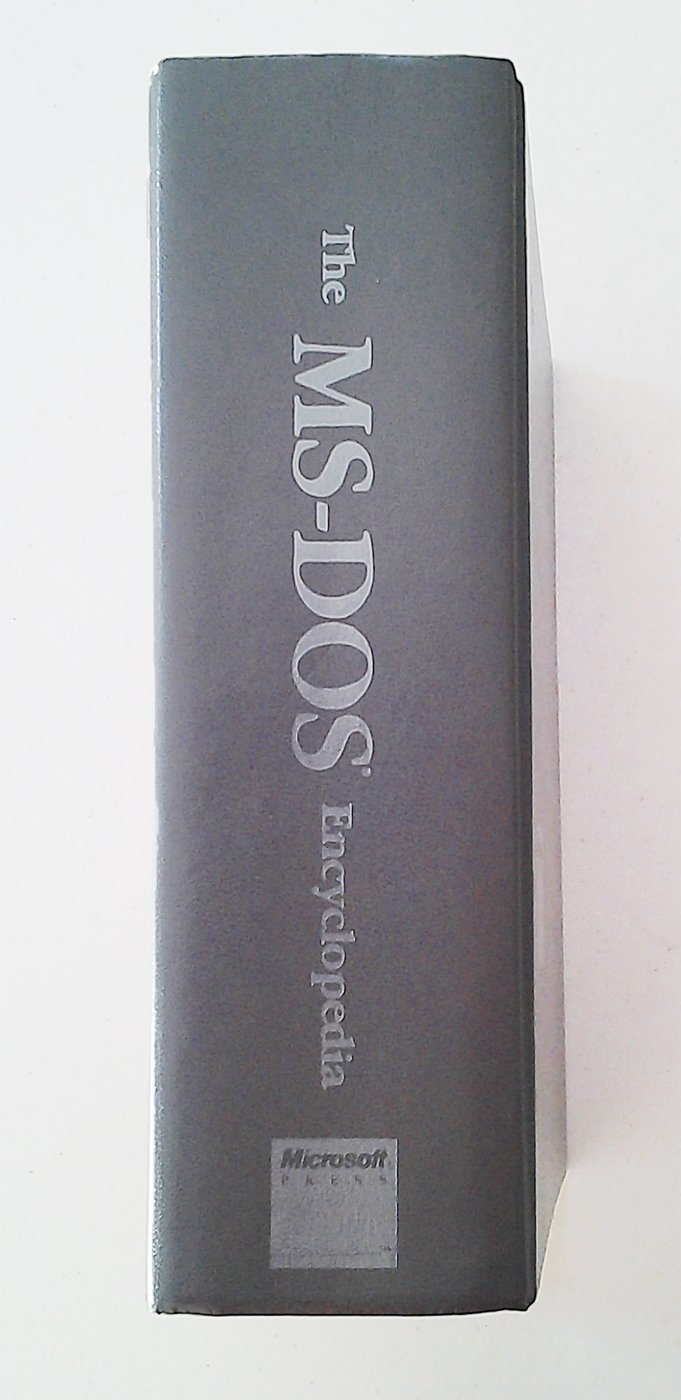 The MS-DOS® Encyclopedia
Microsoft
PRESS